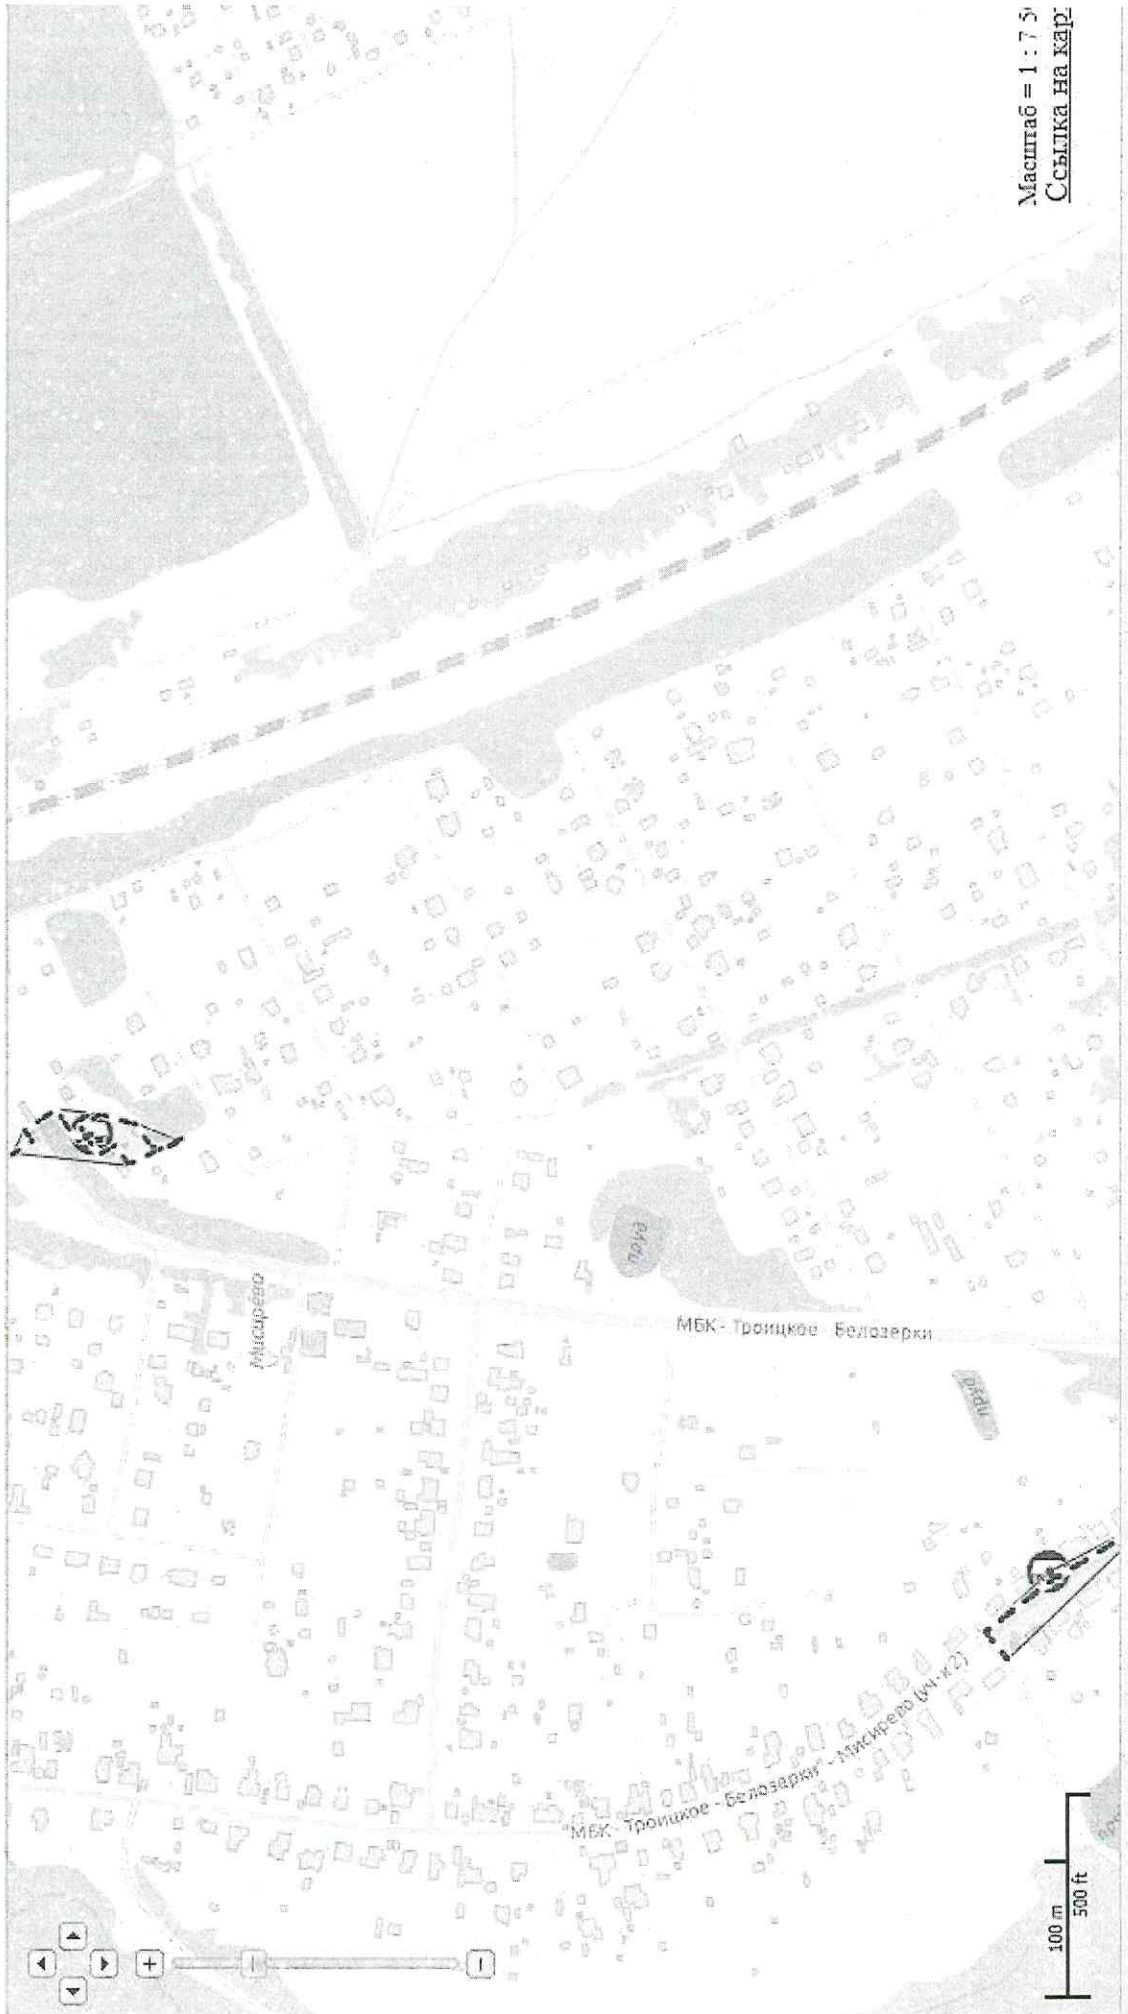 Масштаб = 1 : 7 5
Ссылка на кар
Мисирёво
пруд
МБК - Троицкое Белозерки
пруд
"МБК - Троицкое - Белозерки" - Мисирево (уч-к 2)
100 m
500 ft
+
−